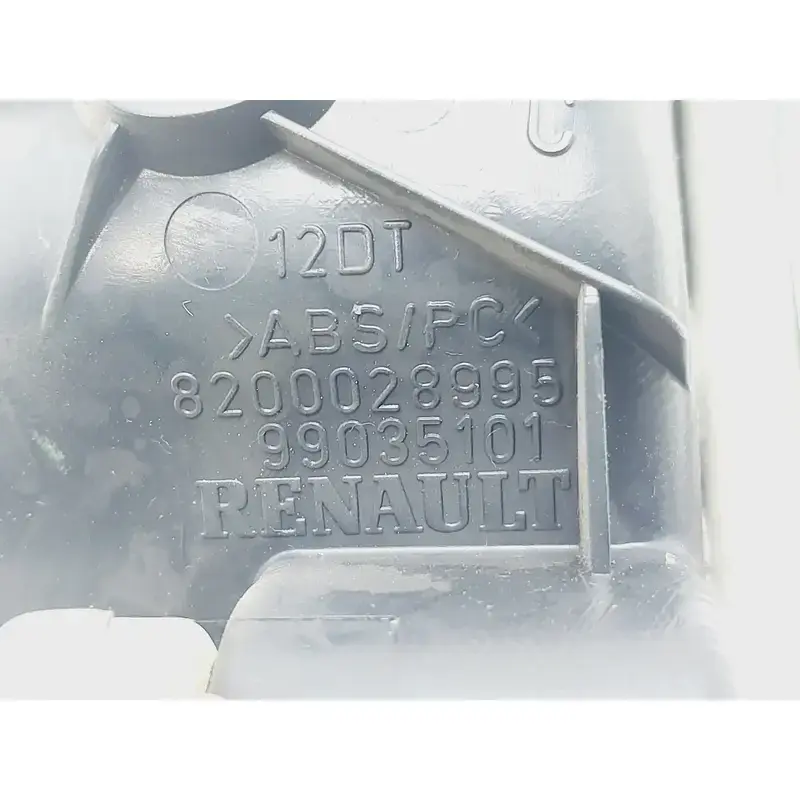 12DT
>ABS/PC<
8200028995
99035101
RENAULT